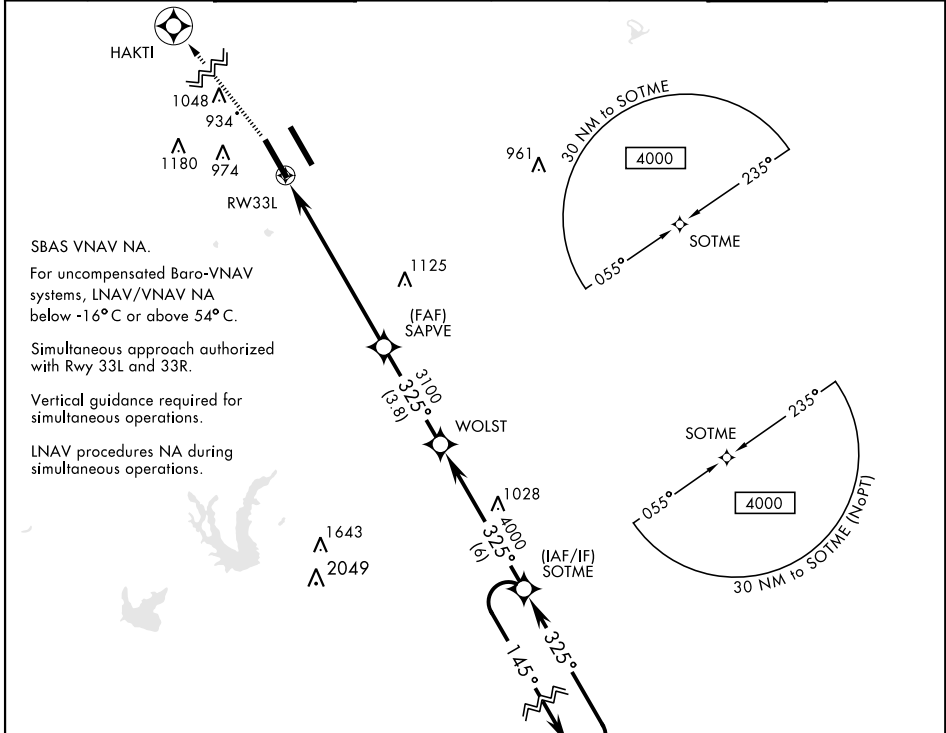 HAKTI
1048
934
1180
974
RW33L
SBAS VNAV NA.
For uncompensated Baro-VNAV
systems, LNAV/VNAV NA
below -16°C or above 54°C.
Simultaneous approach authorized
with Rwy 33L and 33R.
Vertical guidance required for
simultaneous operations.
LNAV procedures NA during
simultaneous operations.
961
30 NM to SOTME
4000
235°
SOTME
055°
1125
(FAF)
SAPVE
3100
325°
(3.8)
WOLST
SOTME
235°
055°
4000
30 NM to SOTME (NoPT)
1028
4000
325°
(6)
(IAF/IF)
SOTME
1643
2049
145°
325°